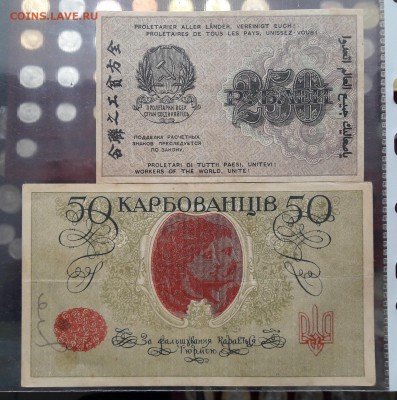 COINS.LAVE.RU
PROLETARIER ALLER LÄNDER, VEREINIGT EUCH!
PROLÉTAIRES DE TOUS LES PAYS, UNISSEZ-VOUS!
250
РУБЛЕЙ
ПРОЛЕТАРИИ ВСЕХ
СТРАН СОЕДИНЯЙТЕСЬ
ПОДДЕЛКА РАСЧЕТНЫХ
ЗНАКОВ ПРЕСЛЕДУЕТСЯ
ПО ЗАКОНУ.
PROLETARI DI TUTTI PAESI, UNITEVI!
WORKERS OF THE WORLD, UNITE!
50 КАРБОВАНЦІВ 50
За фальшування Карається
Тюрмою